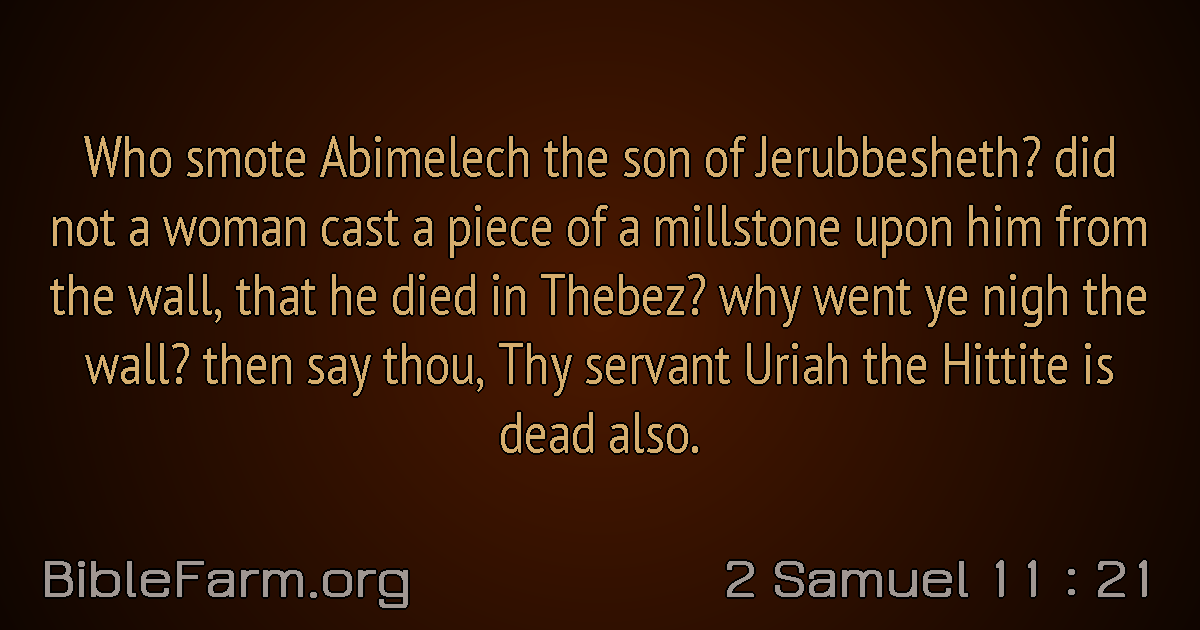 Who smote Abimelech the son of Jerubbesheth? did
not a woman cast a piece of a millstone upon him from
the wall, that he died in Thebez? why went ye nigh the
wall? then say thou, Thy servant Uriah the Hittite is
dead also.
BibleFarm.org
2 Samuel 11 : 21